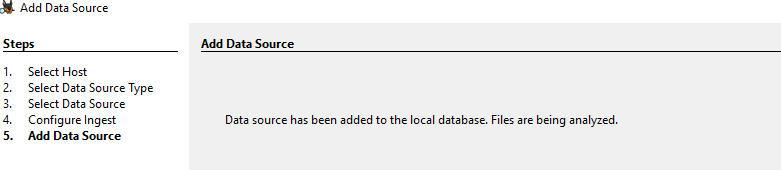 Add Data Source
Steps
1. Select Host
2. Select Data Source Type
3. Select Data Source
4. Configure Ingest
5. Add Data Source
Add Data Source
Data source has been added to the local database. Files are being analyzed.